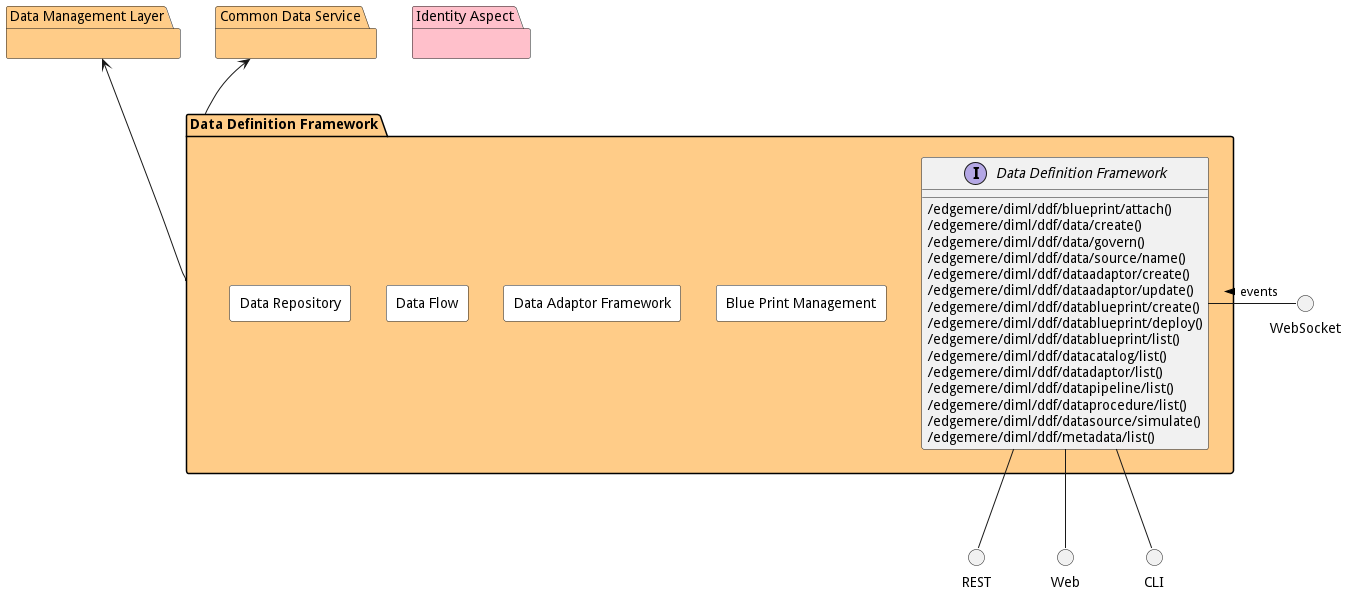 Data Management Layer
Common Data Service
Identity Aspect
Data Definition Framework
I
Data Definition Framework
/edgemere/diml/ddf/blueprint/attach()
/edgemere/diml/ddf/data/create()
/edgemere/diml/ddf/data/govern()
/edgemere/diml/ddf/data/source/name()
/edgemere/diml/ddf/dataadaptor/create()
/edgemere/diml/ddf/dataadaptor/update()
/edgemere/diml/ddf/datablueprint/create()
/edgemere/diml/ddf/datablueprint/deploy()
/edgemere/diml/ddf/datablueprint/list()
/edgemere/diml/ddf/datacatalog/list()
/edgemere/diml/ddf/datadaptor/list()
/edgemere/diml/ddf/datapipeline/list()
/edgemere/diml/ddf/dataprocedure/list()
/edgemere/diml/ddf/datasource/simulate()
/edgemere/diml/ddf/metadata/list()
Data Repository
Data Flow
Data Adaptor Framework
Blue Print Management
events
WebSocket
REST
Web
CLI